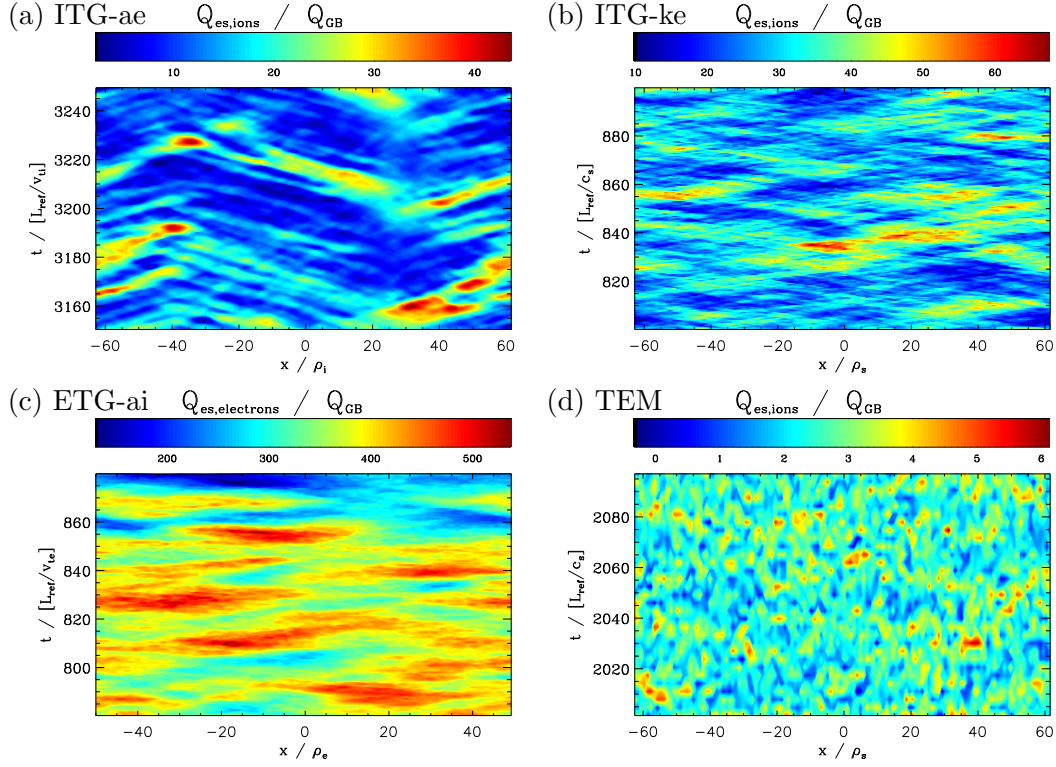 (a) ITG-ae Q_es,ions / Q_GB
10 20 30 40
3240
3220
3200
3180
3160
t / [L_ref/v_ti]
−60 −40 −20 0 20 40 60
x / ρ_i
(b) ITG-ke Q_es,ions / Q_GB
10 20 30 40 50 60
880
860
840
820
t / [L_ref/c_s]
−60 −40 −20 0 20 40 60
x / ρ_s
(c) ETG-ai Q_es,electrons / Q_GB
200 300 400 500
860
840
820
800
t / [L_ref/v_te]
−40 −20 0 20 40
x / ρ_e
(d) TEM Q_es,ions / Q_GB
0 1 2 3 4 5 6
2080
2060
2040
2020
t / [L_ref/c_s]
−60 −40 −20 0 20 40 60
x / ρ_s